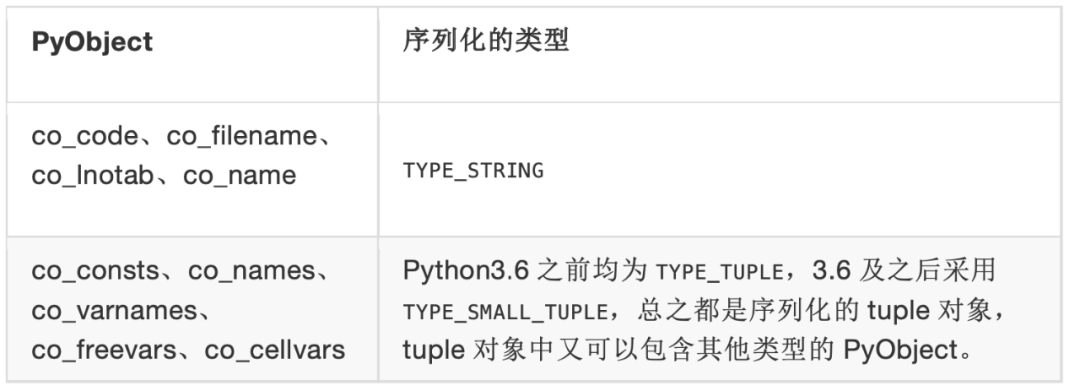 PyObject
序列化的类型
co_code、co_filename、
co_lnotab、co_name
TYPE_STRING
co_consts、co_names、
co_varnames、
co_freevars、co_cellvars
Python3.6 之前均为 TYPE_TUPLE，3.6 及之后采用
TYPE_SMALL_TUPLE，总之都是序列化的 tuple 对象，
tuple 对象中又可以包含其他类型的 PyObject。